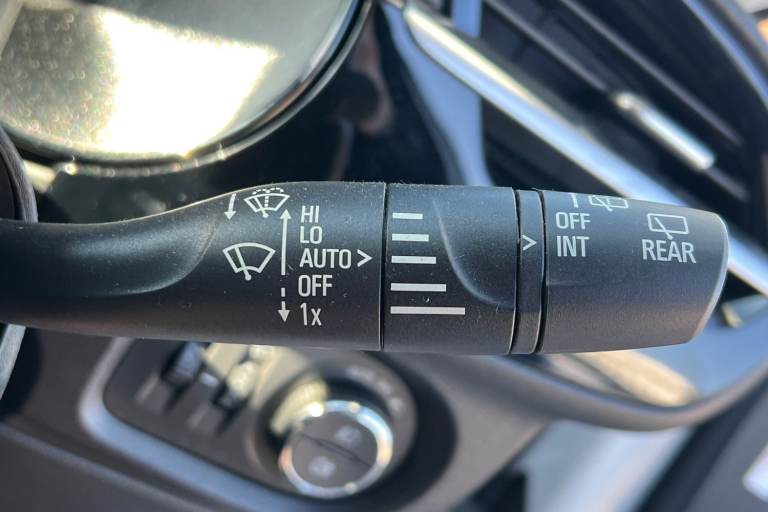 HI
LO
AUTO >
OFF
1x
>
OFF
INT
REAR